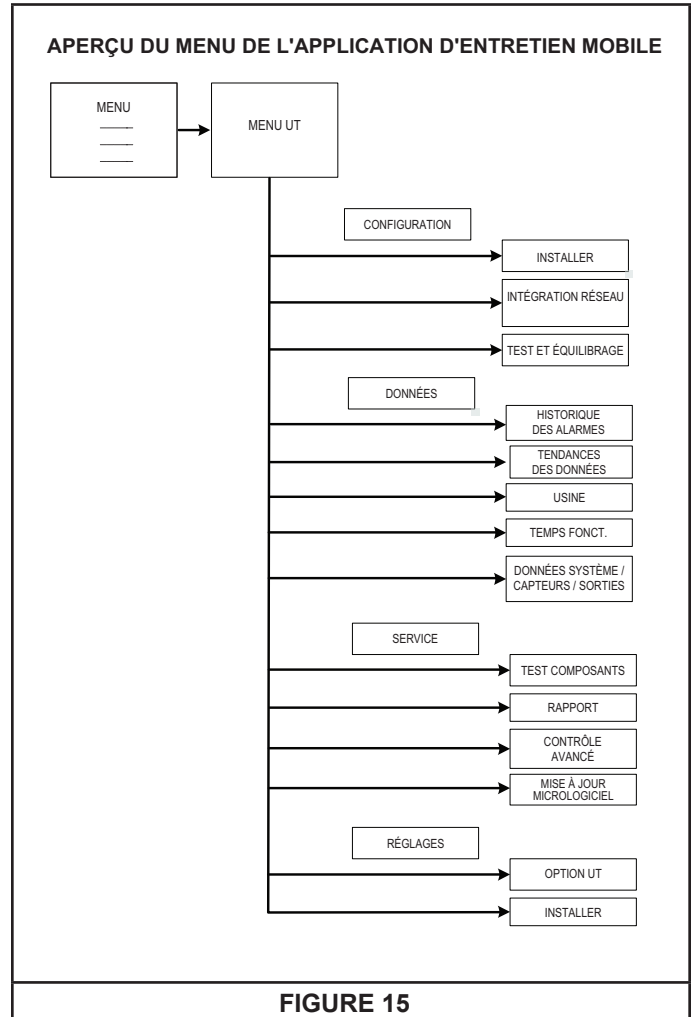 APERÇU DU MENU DE L'APPLICATION D'ENTRETIEN MOBILE
MENU
MENU UT
CONFIGURATION
INSTALLER
INTÉGRATION RÉSEAU
TEST ET ÉQUILIBRAGE
DONNÉES
HISTORIQUE
DES ALARMES
TENDANCES
DES DONNÉES
USINE
TEMPS FONCT.
DONNÉES SYSTÈME /
CAPTEURS / SORTIES
SERVICE
TEST COMPOSANTS
RAPPORT
CONTRÔLE
AVANCÉ
MISE À JOUR
MICROLOGICIEL
RÉGLAGES
OPTION UT
INSTALLER
FIGURE 15